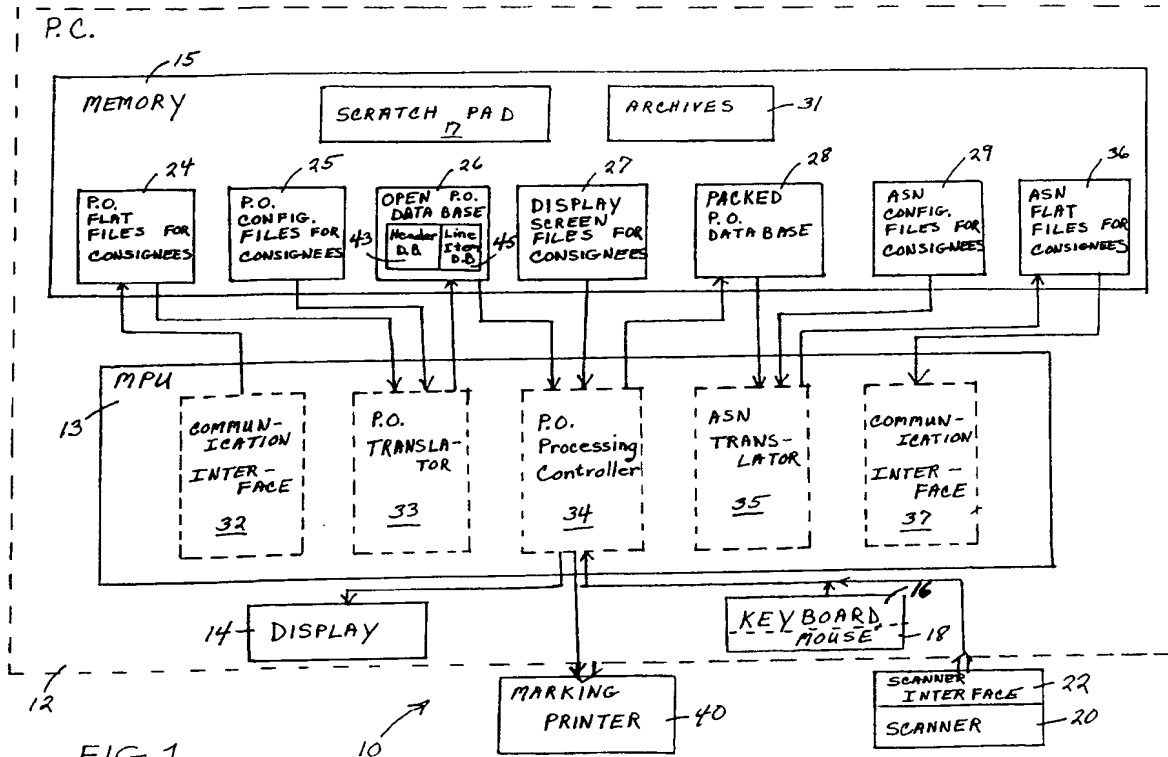 P.C.
15
MEMORY
SCRATCH PAD
17
ARCHIVES
31
24
25
26
27
28
29
36
P.O.
FLAT
FILES FOR
CONSIGNEES
P.O.
CONFIG.
FILES FOR
CONSIGNEES
OPEN P.O.
DATA BASE
43
Header
D.B
Line
Item
D.B
45
DISPLAY
SCREEN
FILES FOR
CONSIGNEES
PACKED
P.O.
DATA BASE
ASN
CONFIG.
FILES FOR
CONSIGNEES
ASN
FLAT
FILES FOR
CONSIGNEES
MPU
13
COMMUN-
ICATION
INTER-
FACE
32
P.O.
TRANSLA-
TOR
33
P.O.
Processing
Controller
34
ASN
TRANS-
LATOR
35
COMMUN-
ICATION
INTER-
FACE
37
14
DISPLAY
KEYBOARD
16
MOUSE
18
12
MARKING
PRINTER
40
SCANNER
INTERFACE
22
SCANNER
20
FIG. 1
10